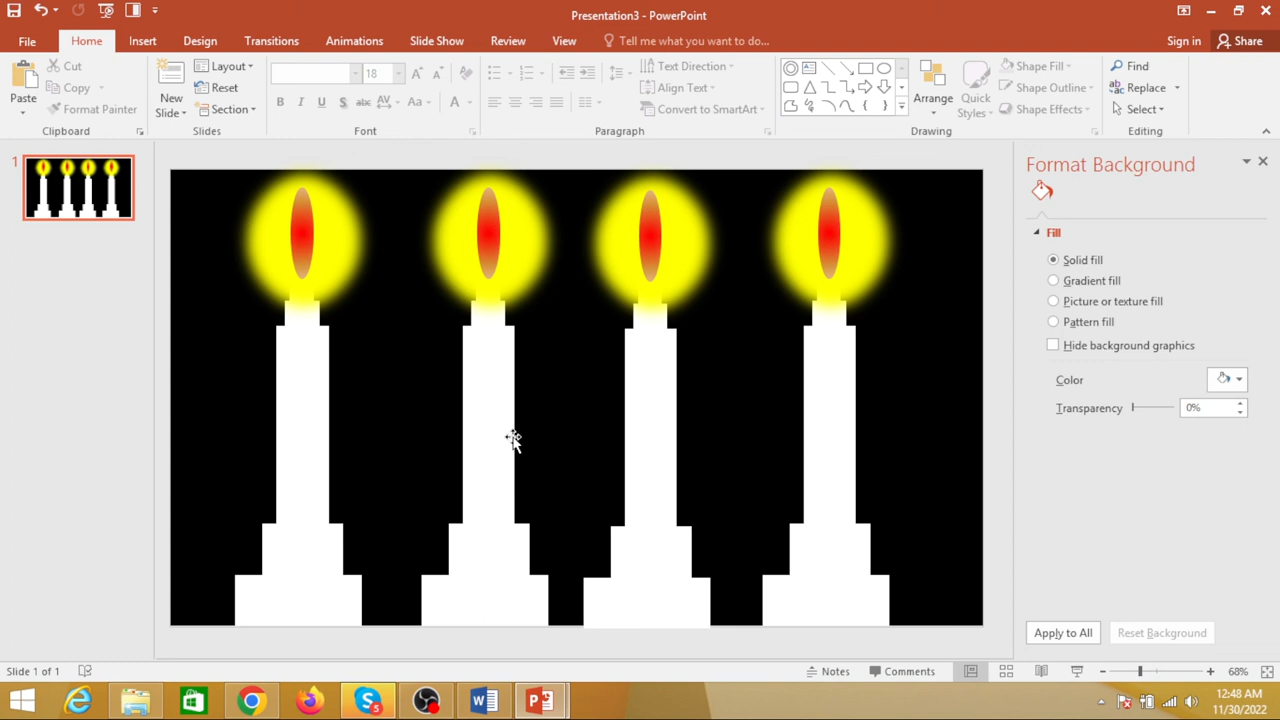 Presentation3 - PowerPoint
File Home Insert Design Transitions Animations Slide Show Review View Tell me what you want to do... Sign in Share
Paste Cut Copy Format Painter
Clipboard
New Slide Layout Reset Section
Slides
18
B I U S abc AV Aa A
Font
Text Direction
Align Text
Convert to SmartArt
Paragraph
Arrange Quick Styles Shape Fill Shape Outline Shape Effects
Drawing
Find
Replace
Select
Editing
1
Format Background
Fill
Solid fill
Gradient fill
Picture or texture fill
Pattern fill
Hide background graphics
Color
Transparency 0%
Apply to All Reset Background
Slide 1 of 1 Notes Comments 68%
12:48 AM
11/30/2022